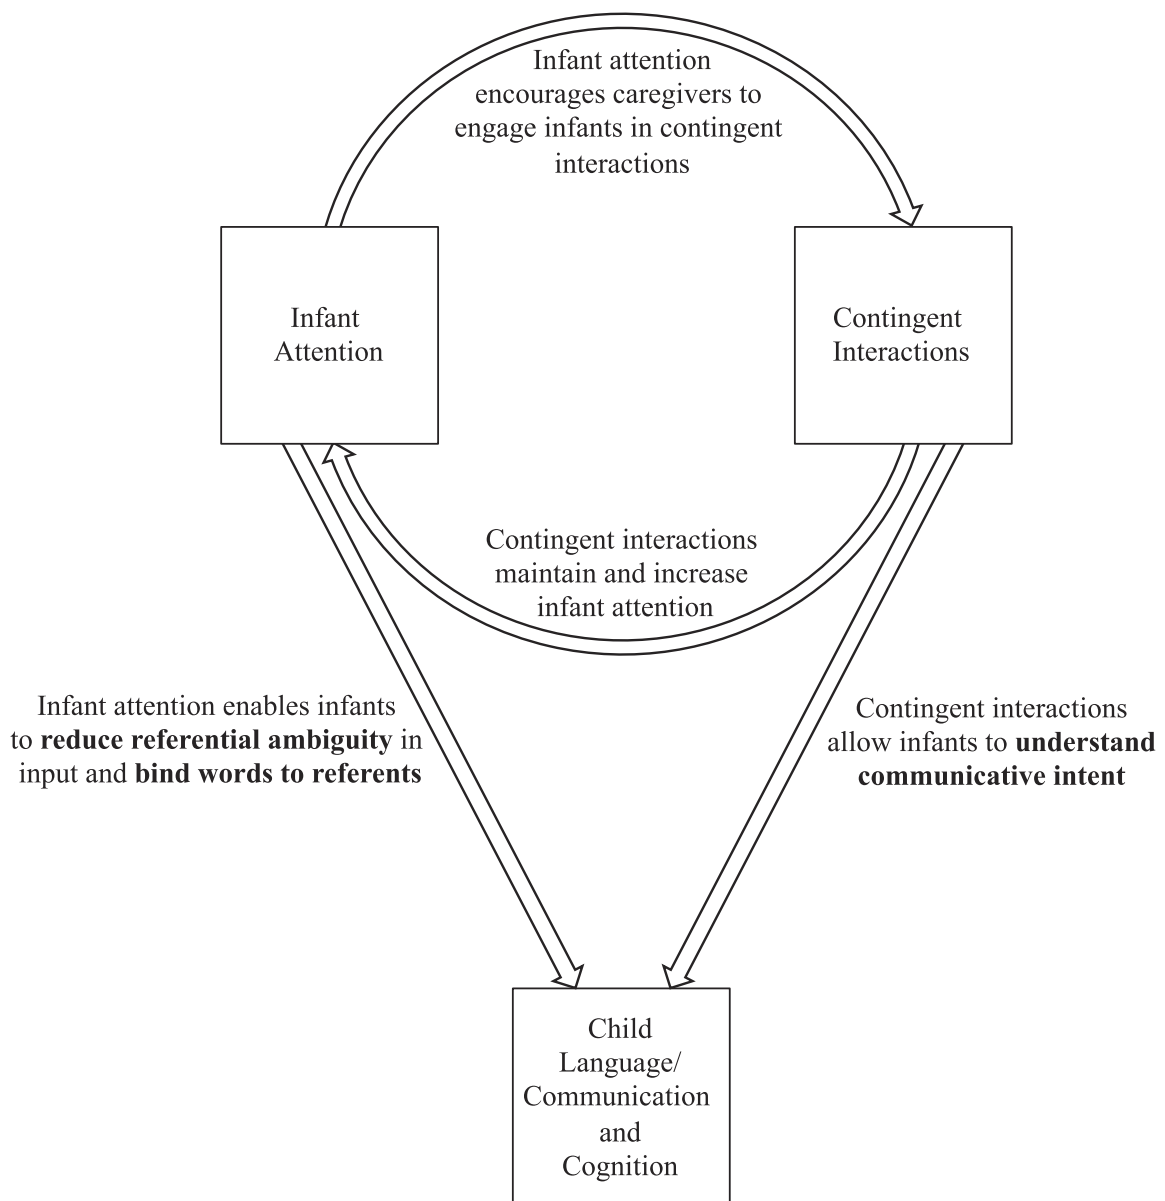 Infant attention
encourages caregivers to
engage infants in contingent
interactions
Infant
Attention
Contingent
Interactions
Contingent interactions
maintain and increase
infant attention
Infant attention enables infants
to reduce referential ambiguity in
input and bind words to referents
Contingent interactions
allow infants to understand
communicative intent
Child
Language/
Communication
and
Cognition